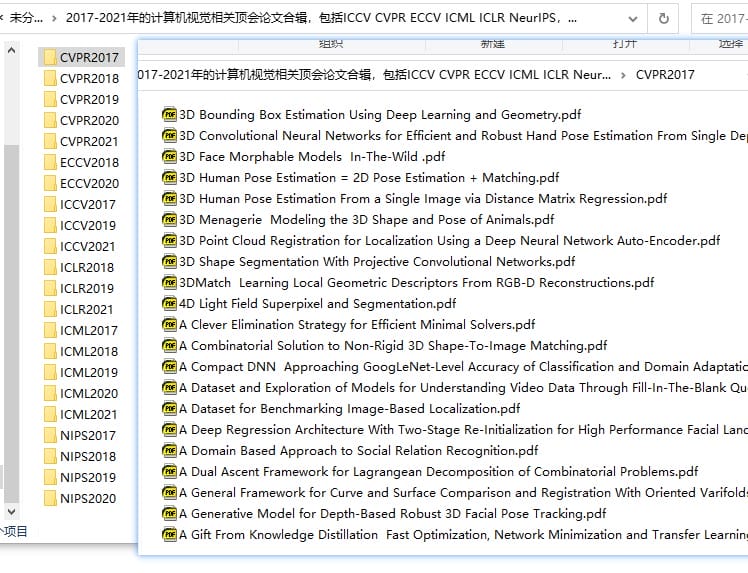 未分... › 2017-2021年的计算机视觉相关顶会论文合辑，包括ICCV CVPR ECCV ICML ICLR NeurIPS，...
在 2017-
组织 新建 打开 选择
017-2021年的计算机视觉相关顶会论文合辑，包括ICCV CVPR ECCV ICML ICLR Neur... › CVPR2017
CVPR2017
CVPR2018
CVPR2019
CVPR2020
CVPR2021
ECCV2018
ECCV2020
ICCV2017
ICCV2019
ICCV2021
ICLR2018
ICLR2019
ICLR2021
ICML2017
ICML2018
ICML2019
ICML2020
ICML2021
NIPS2017
NIPS2018
NIPS2019
NIPS2020
个项目
3D Bounding Box Estimation Using Deep Learning and Geometry.pdf
3D Convolutional Neural Networks for Efficient and Robust Hand Pose Estimation From Single Dep
3D Face Morphable Models  In-The-Wild .pdf
3D Human Pose Estimation = 2D Pose Estimation + Matching.pdf
3D Human Pose Estimation From a Single Image via Distance Matrix Regression.pdf
3D Menagerie  Modeling the 3D Shape and Pose of Animals.pdf
3D Point Cloud Registration for Localization Using a Deep Neural Network Auto-Encoder.pdf
3D Shape Segmentation With Projective Convolutional Networks.pdf
3DMatch  Learning Local Geometric Descriptors From RGB-D Reconstructions.pdf
4D Light Field Superpixel and Segmentation.pdf
A Clever Elimination Strategy for Efficient Minimal Solvers.pdf
A Combinatorial Solution to Non-Rigid 3D Shape-To-Image Matching.pdf
A Compact DNN  Approaching GoogLeNet-Level Accuracy of Classification and Domain Adaptatio
A Dataset and Exploration of Models for Understanding Video Data Through Fill-In-The-Blank Qu
A Dataset for Benchmarking Image-Based Localization.pdf
A Deep Regression Architecture With Two-Stage Re-Initialization for High Performance Facial Lan
A Domain Based Approach to Social Relation Recognition.pdf
A Dual Ascent Framework for Lagrangean Decomposition of Combinatorial Problems.pdf
A General Framework for Curve and Surface Comparison and Registration With Oriented Varifolds
A Generative Model for Depth-Based Robust 3D Facial Pose Tracking.pdf
A Gift From Knowledge Distillation  Fast Optimization, Network Minimization and Transfer Learning